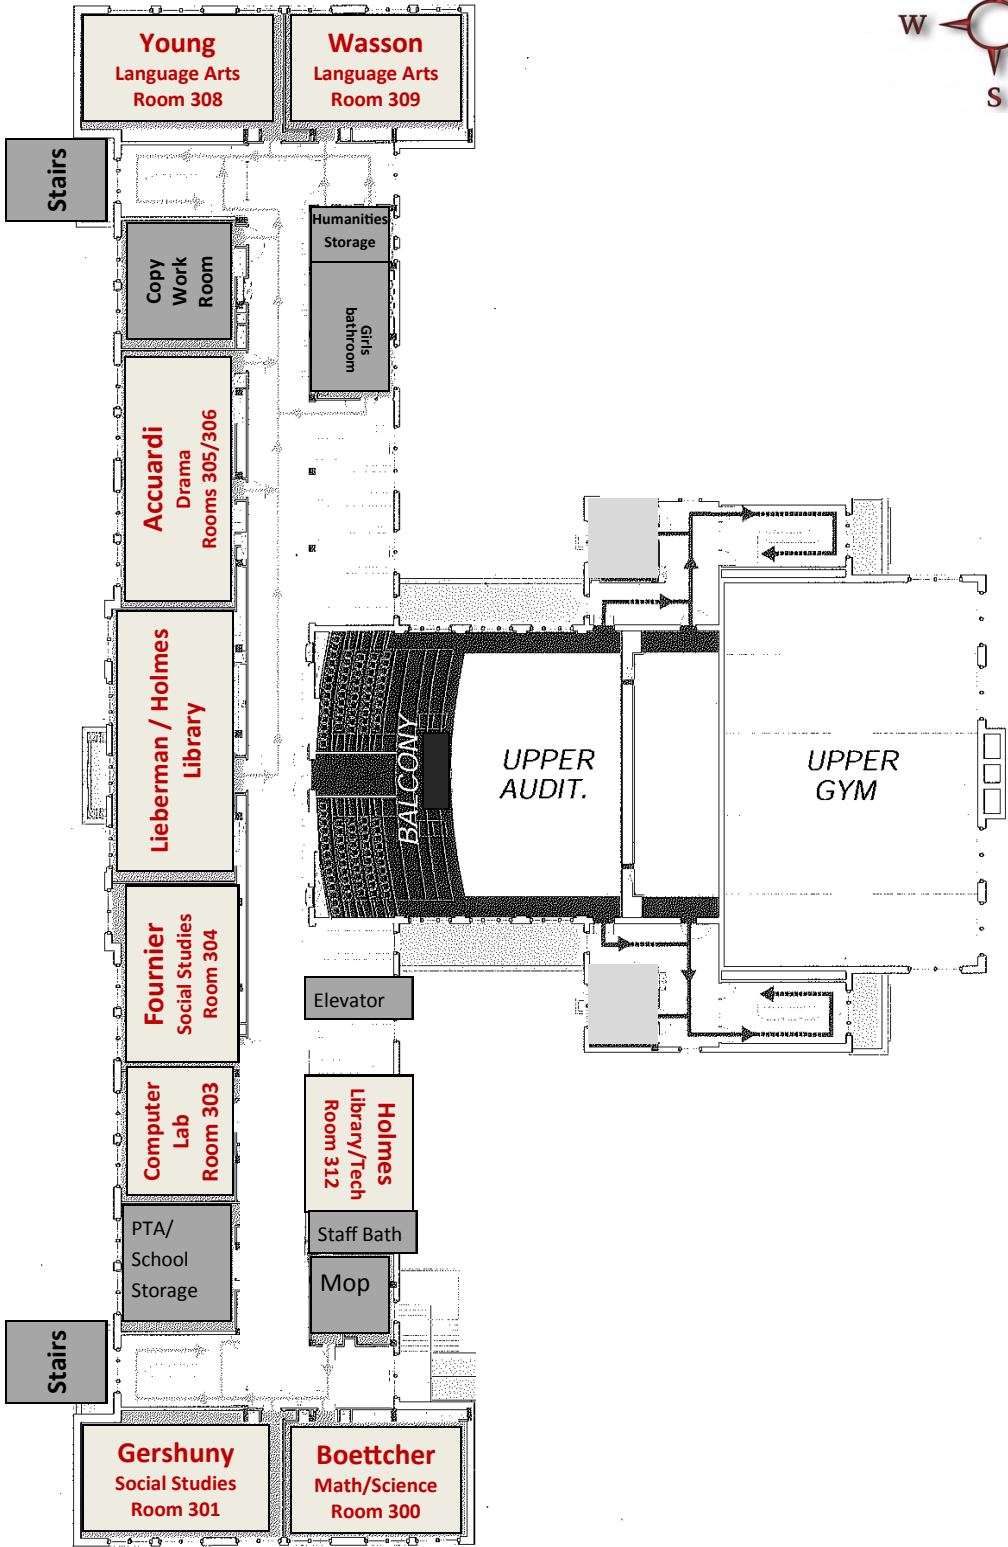 Young
Language Arts
Room 308
Wasson
Language Arts
Room 309
W
S
Stairs
Humanities
Storage
Copy
Work
Room
Girls
bathroom
Accuardi
Drama
Rooms 305/306
Lieberman / Holmes
Library
BALCONY
UPPER
AUDIT.
UPPER
GYM
Fournier
Social Studies
Room 304
Elevator
Computer
Lab
Room 303
Holmes
Library/Tech
Room 312
PTA/
School
Storage
Staff Bath
Mop
Stairs
Gershuny
Social Studies
Room 301
Boettcher
Math/Science
Room 300